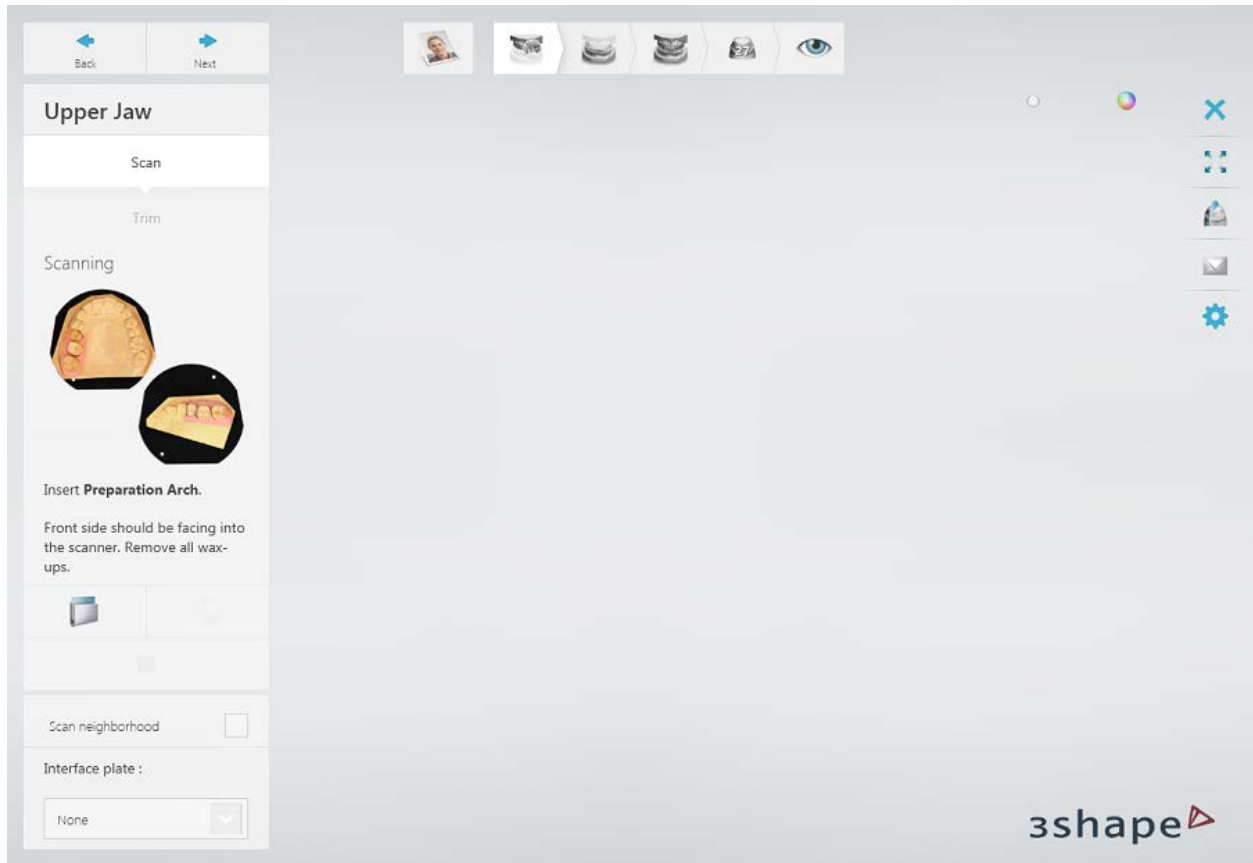 Back
Next
27
Upper Jaw
Scan
Trim
Scanning
Insert Preparation Arch.
Front side should be facing into
the scanner. Remove all wax-
ups.
Scan neighborhood
Interface plate :
None
3shape